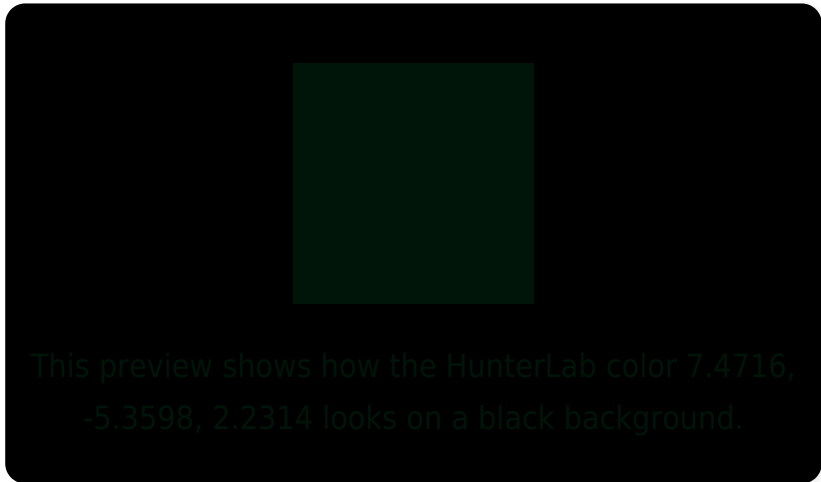 This preview shows how the HunterLab color 7.4716,
-5.3598, 2.2314 looks on a black background.